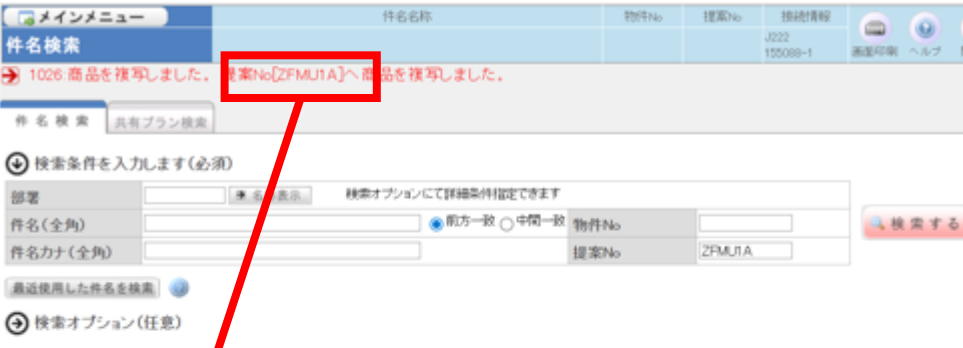 メインメニュー 件名名称 物件No 提案No 接続情報
件名検索 J222
155088-1 画面印刷 ヘルプ
1026:商品を複写しました。 提案No[ZFMU1A]へ商品を複写しました。
件名検索 共有プラン検索
検索条件を入力します(必須)
部署 検索オプションにて詳細条件指定できます
件名(全角) 前方一致 中間一致 物件No 検索する
件名カナ(全角) 提案No ZFMU1A
最近使用した件名を検索
検索オプション(任意)